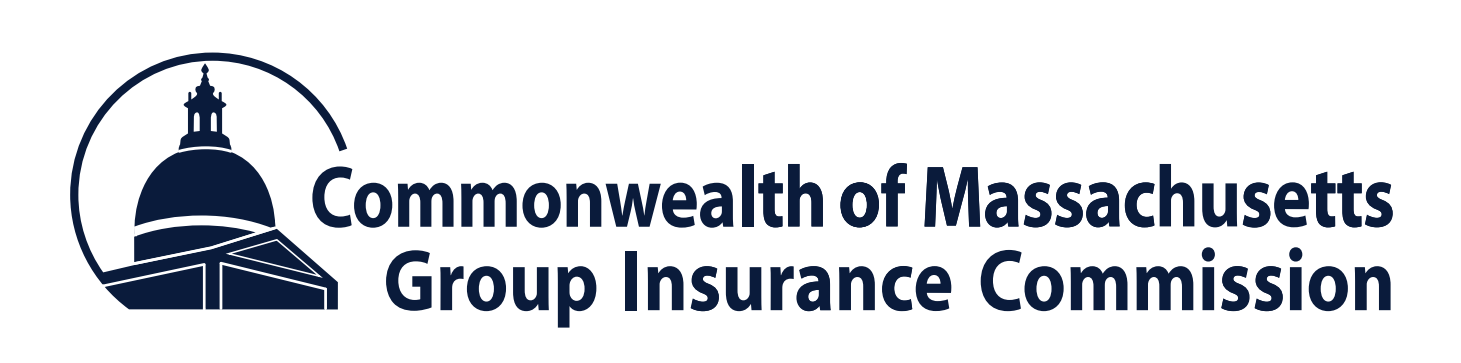 Commonwealth of Massachusetts
Group Insurance Commission